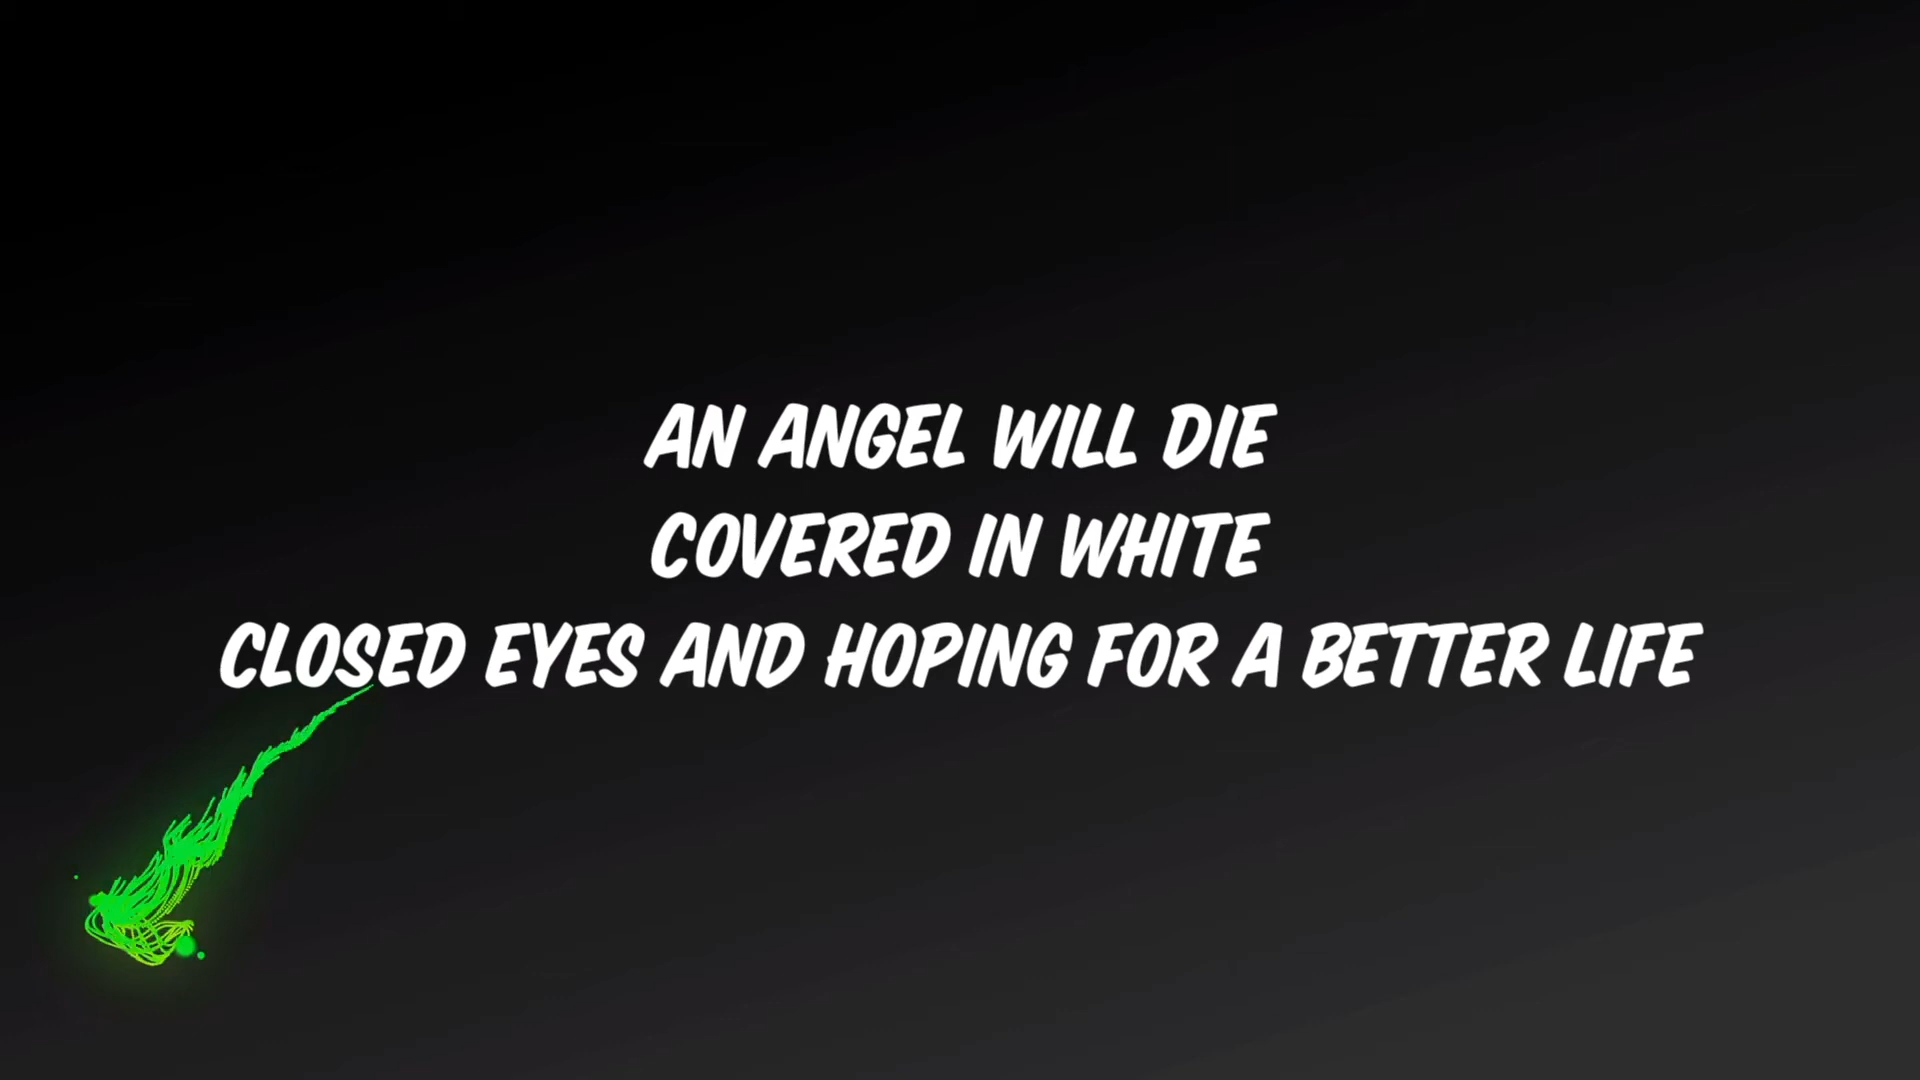 AN ANGEL WILL DIE
COVERED IN WHITE
CLOSED EYES AND HOPING FOR A BETTER LIFE